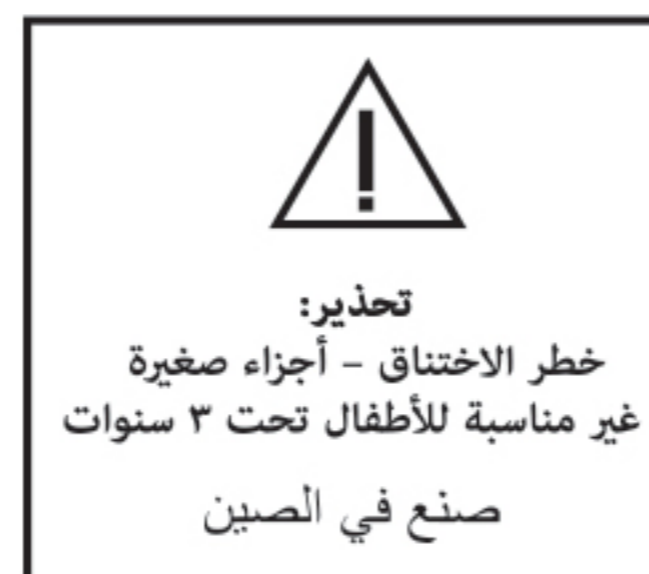 تحذير:
خطر الاختناق – أجزاء صغيرة
غير مناسبة للأطفال تحت ٣ سنوات
صنع في الصين